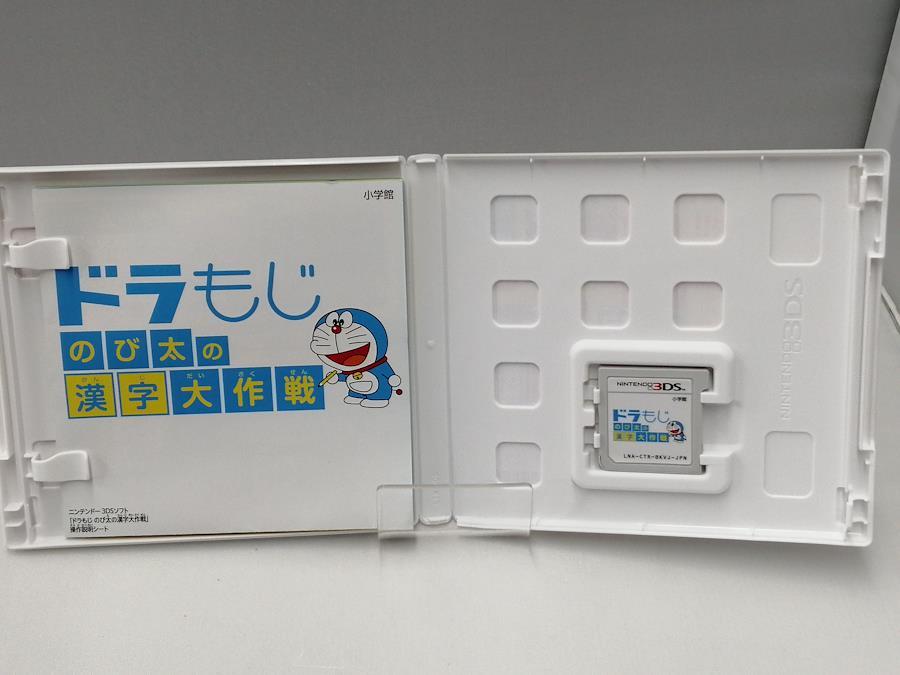 小学館
ドラもじ
のび太の
かん じ だい さく せん
漢字大作戦
ニンテンドー3DSソフト
「ドラもじ のび太の漢字大作戦」
操作説明シート
NINTENDO 3DS™
小学館
ドラもじ
のび太の
漢字大作戦
LNA-CTR-BKVJ-JPN
NINTENDO 3DS